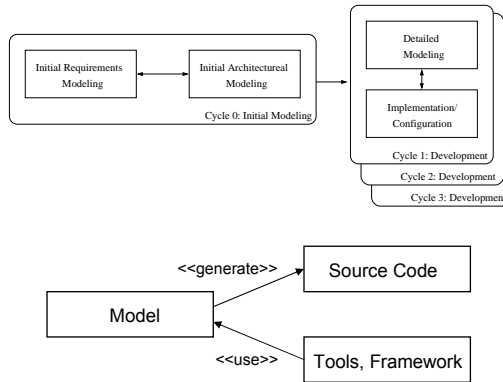 Initial Requirements
Modeling
Initial Architectureal
Modeling
Cycle 0: Initial Modeling
Detailed
Modeling
Implementation/
Configuration
Cycle 1: Development
Cycle 2: Development
Cycle 3: Development
<<generate>>
Source Code
Model
<<use>>
Tools, Framework